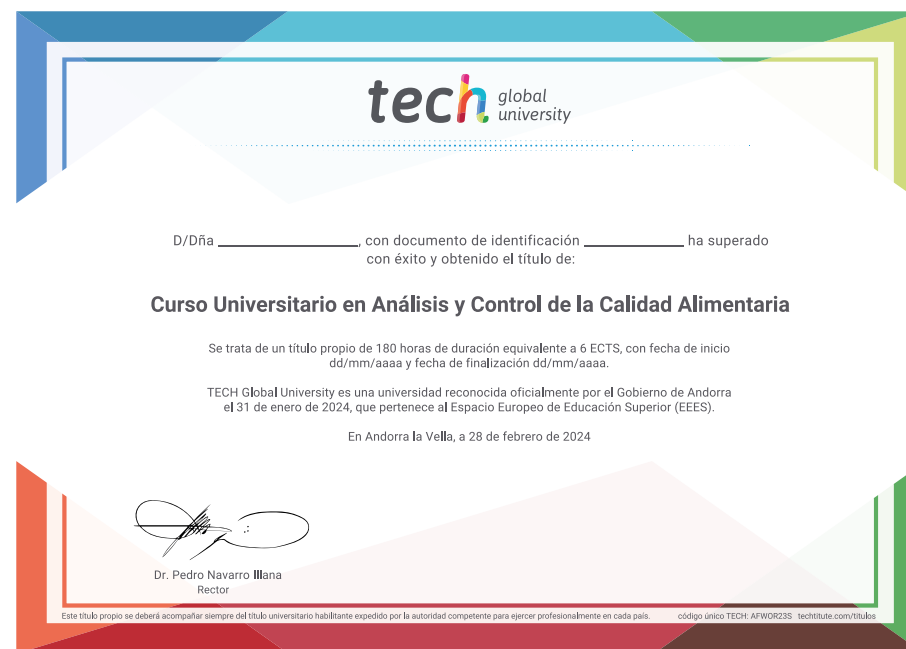 tech global university
D/Dña ____________________, con documento de identificación ______________ ha superado
con éxito y obtenido el título de:
Curso Universitario en Análisis y Control de la Calidad Alimentaria
Se trata de un título propio de 180 horas de duración equivalente a 6 ECTS, con fecha de inicio
dd/mm/aaaa y fecha de finalización dd/mm/aaaa.
TECH Global University es una universidad reconocida oficialmente por el Gobierno de Andorra
el 31 de enero de 2024, que pertenece al Espacio Europeo de Educación Superior (EEES).
En Andorra la Vella, a 28 de febrero de 2024
Dr. Pedro Navarro Illana
Rector
Este título propio se deberá acompañar siempre del título universitario habilitante expedido por la autoridad competente para ejercer profesionalmente en cada país. código único TECH: AFWOR23S techtitute.com/titulos